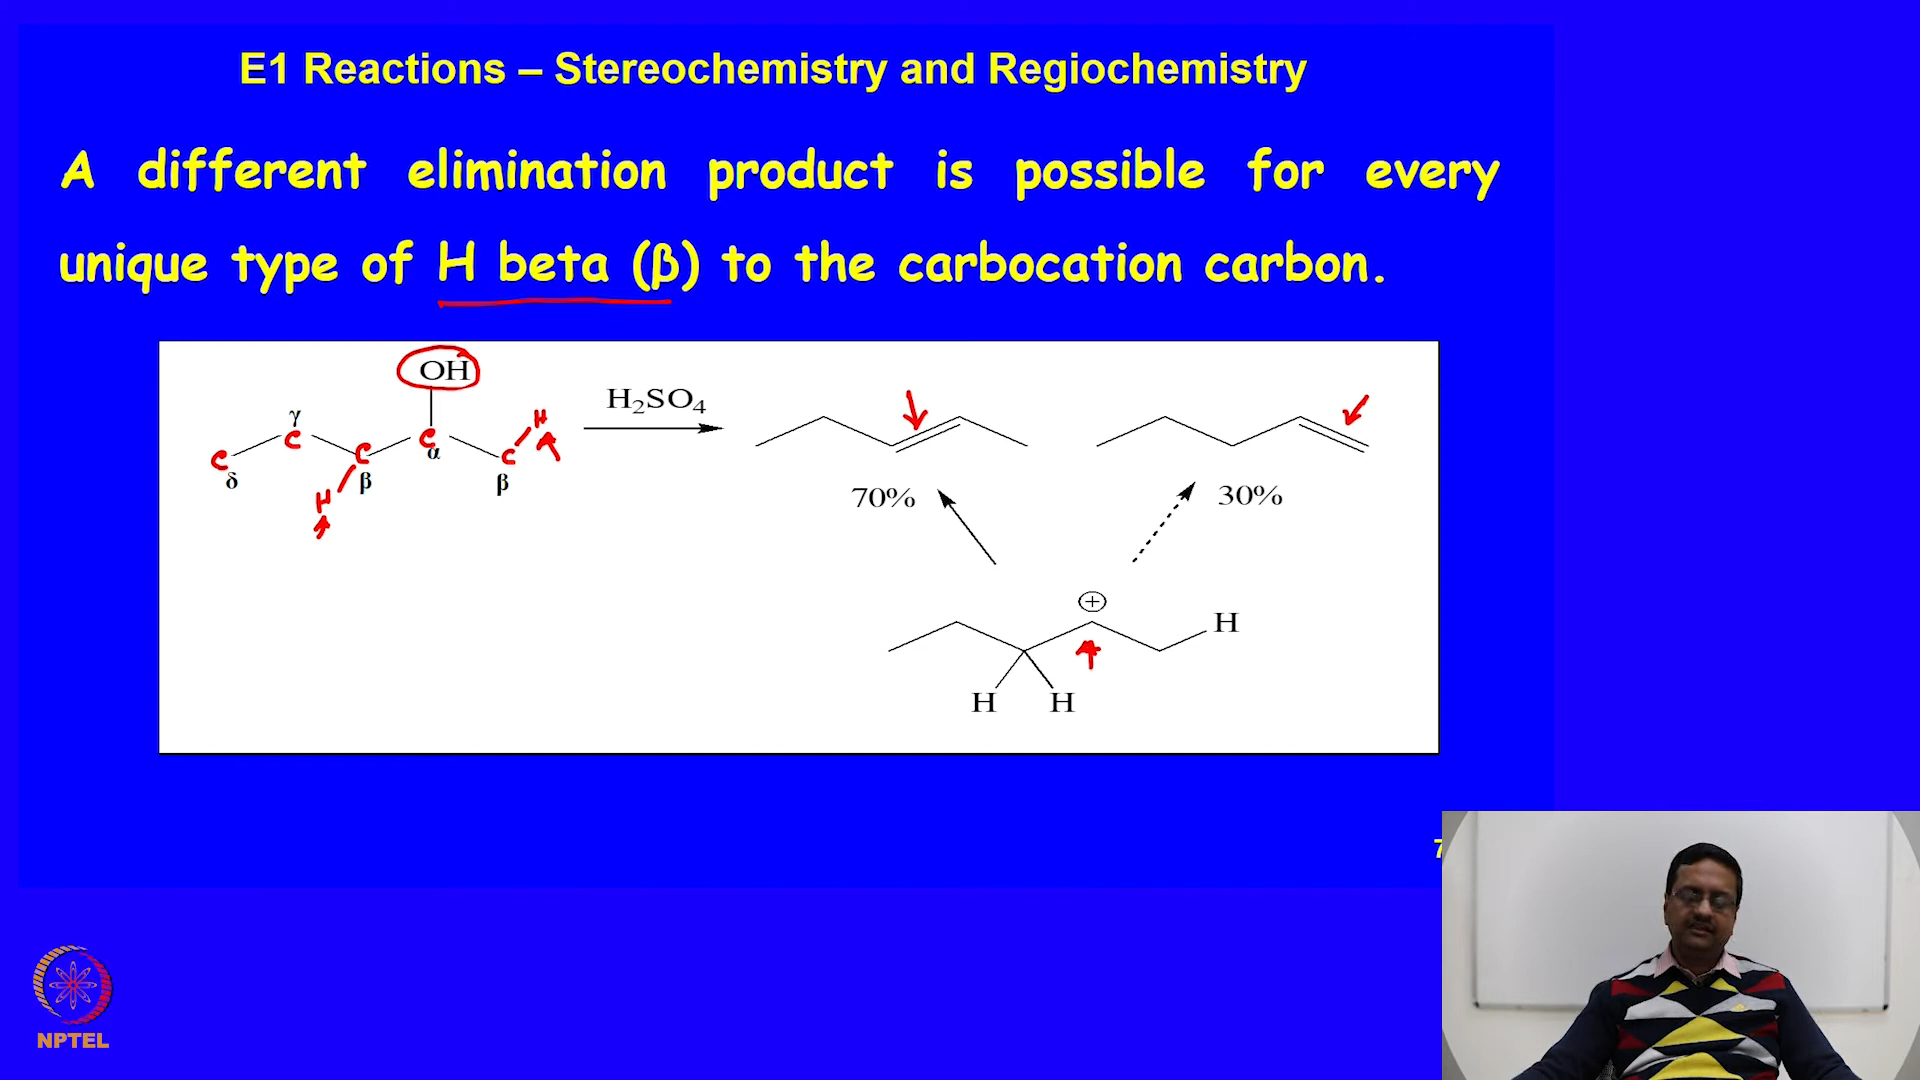 E1 Reactions – Stereochemistry and Regiochemistry
A different elimination product is possible for every
unique type of H beta (β) to the carbocation carbon.
OH
γ
C C C C C H
δ β α β
H
H₂SO₄
70%
30%
+
H
H H
7
NPTEL